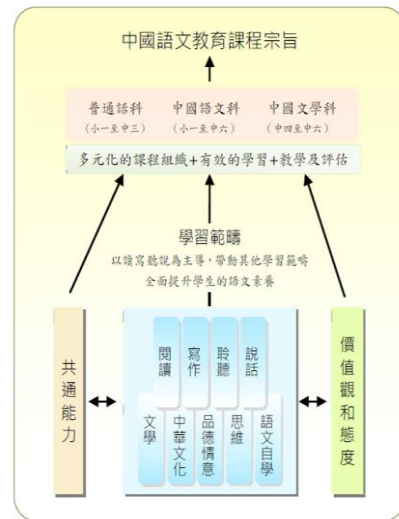 中國語文教育課程宗旨
普通話科 中國語文科 中國文學科
(小一至中三) (小一至中六) (中四至中六)
多元化的課程組織+有效的學習+教學及評估
學習範疇
以讀寫聽說為主導,帶動其他學習範疇
全面提升學生的語文素養
共通能力
閱讀
寫作
聆聽
說話
文學
中華文化
品德情意
思維
語文自學
價值觀和態度